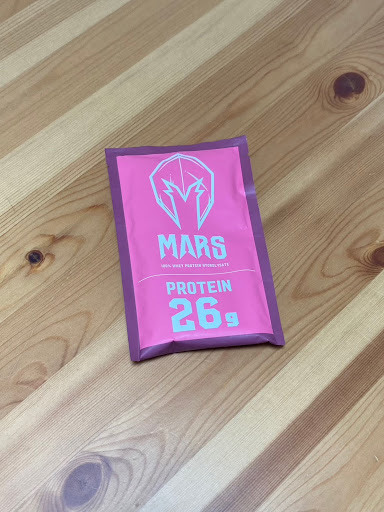 MARS
100% WHEY PROTEIN HYDROLYSATE
PROTEIN
26g